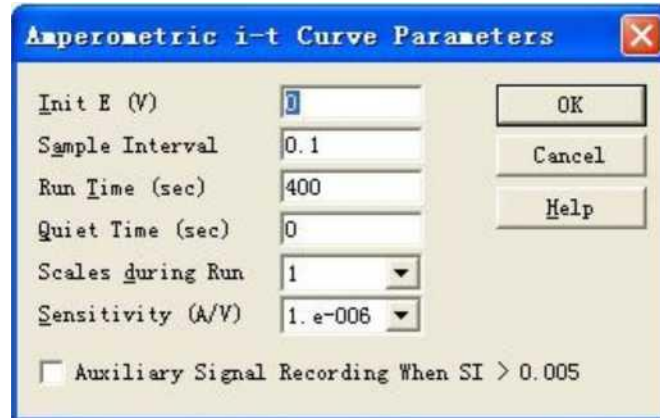 Amperometric i-t Curve Parameters
Init E (V) 0 OK
Sample Interval 0.1 Cancel
Run Time (sec) 400 Help
Quiet Time (sec) 0
Scales during Run 1
Sensitivity (A/V) 1.e-006
Auxiliary Signal Recording When SI > 0.005